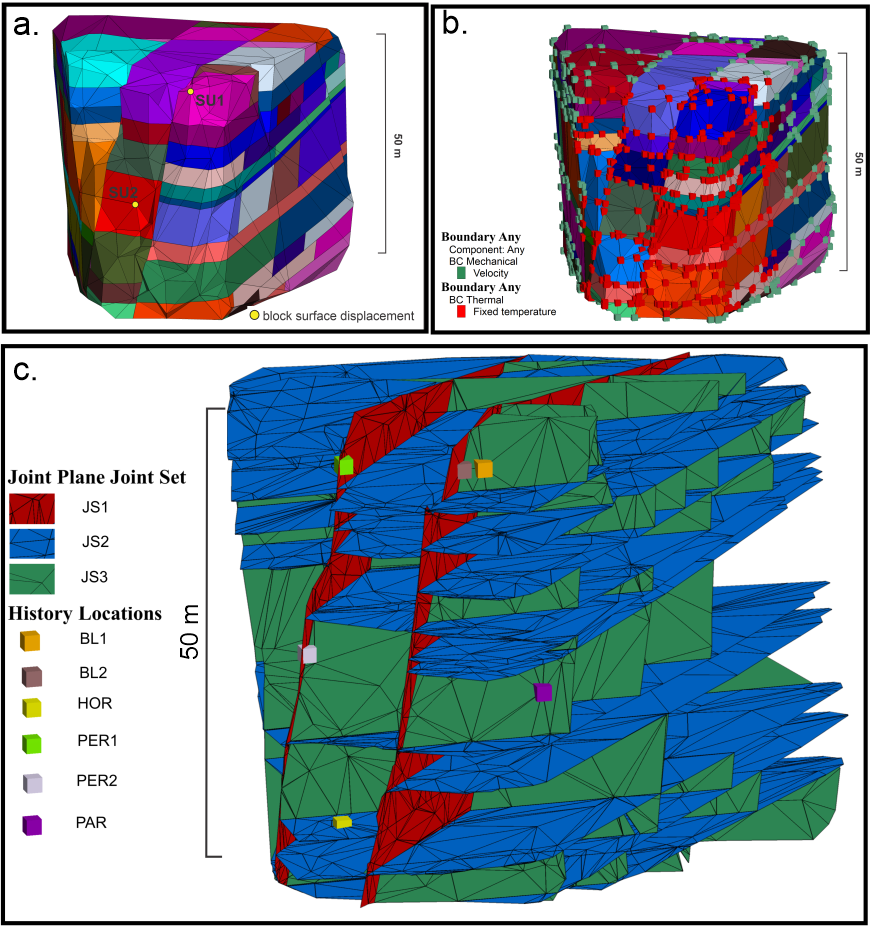 a.
SU1
SU2
50 m
block surface displacement
b.
50 m
Boundary Any
Component: Any
BC Mechanical
Velocity
Boundary Any
BC Thermal
Fixed temperature
c.
Joint Plane Joint Set
JS1
JS2
JS3
History Locations
BL1
BL2
HOR
PER1
PER2
PAR
50 m